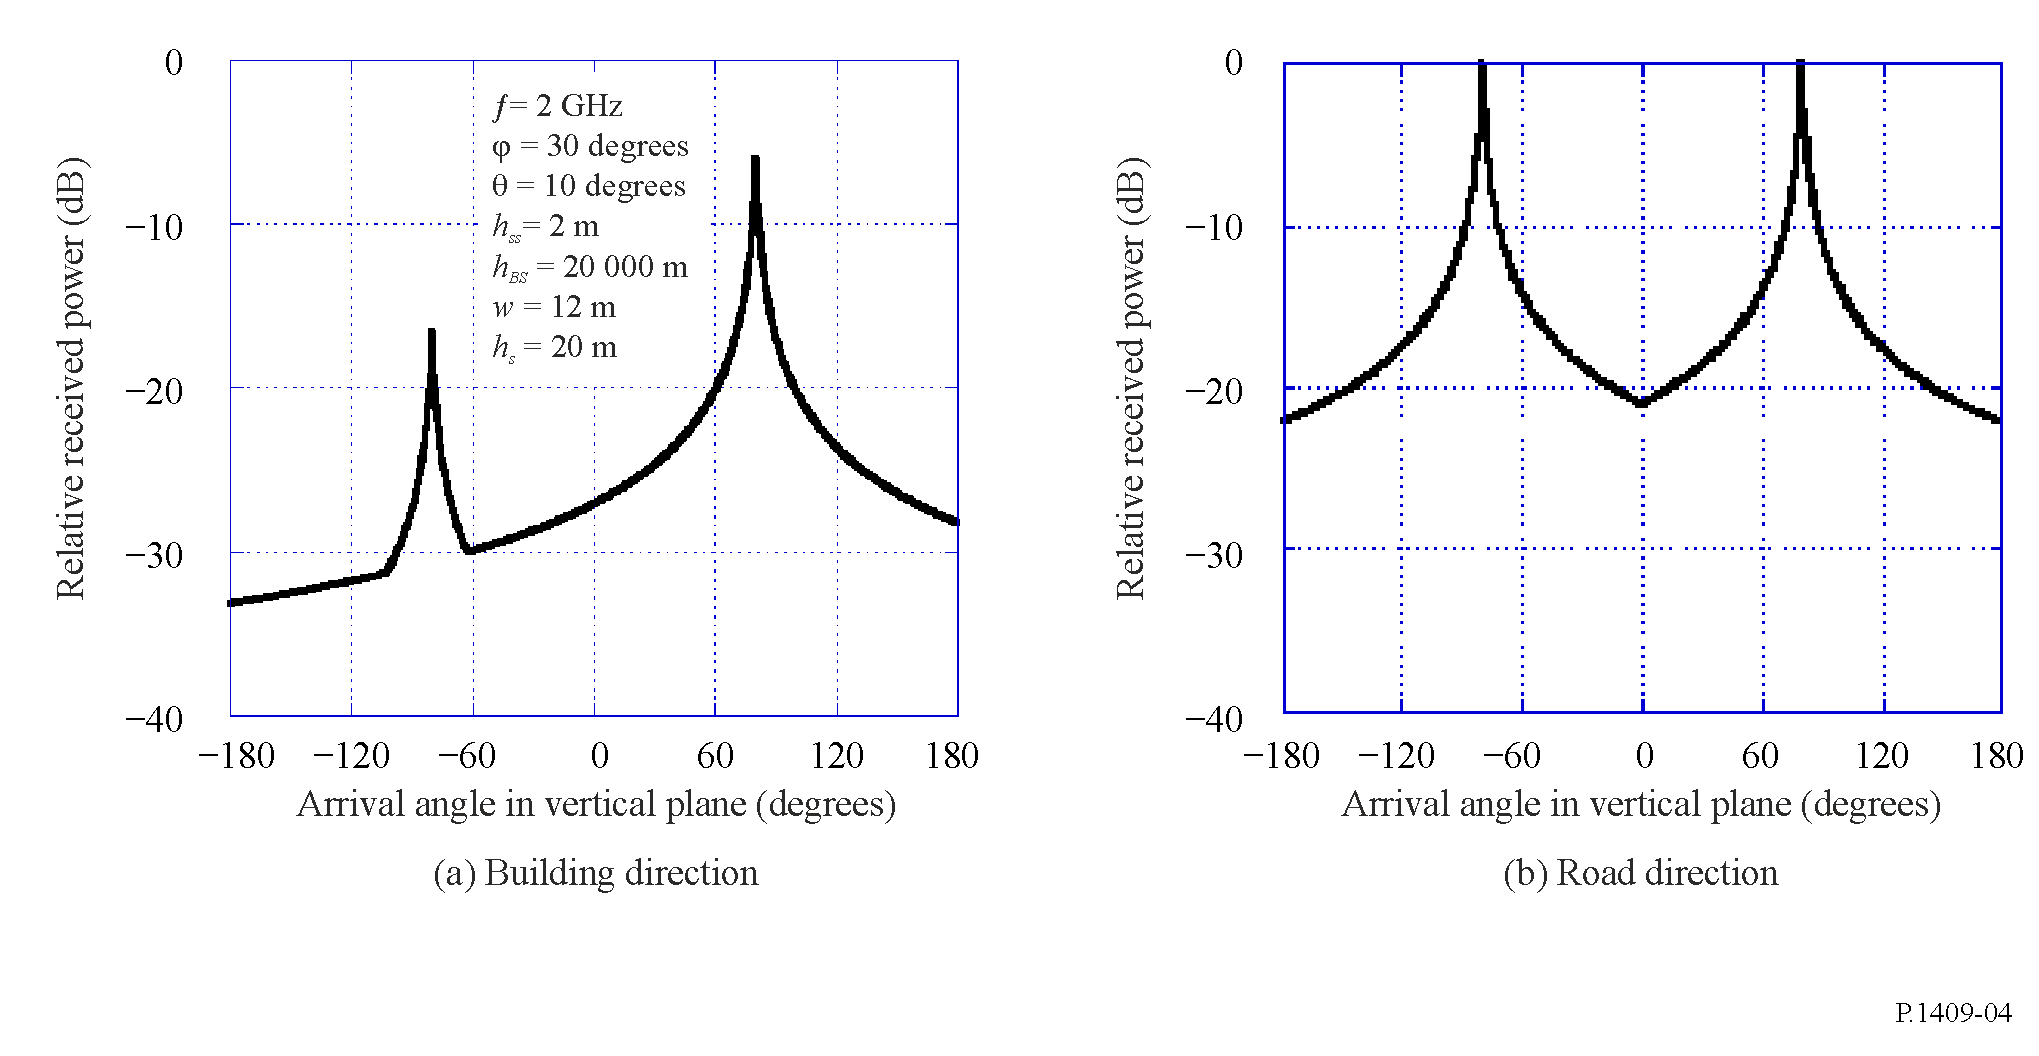 0
−10
−20
−30
−40
Relative received power (dB)
f= 2 GHz
φ = 30 degrees
θ = 10 degrees
hss= 2 m
hBS = 20 000 m
w = 12 m
hs = 20 m
−180 −120 −60 0 60 120 180
Arrival angle in vertical plane (degrees)
(a) Building direction
0
−10
−20
−30
−40
Relative received power (dB)
−180 −120 −60 0 60 120 180
Arrival angle in vertical plane (degrees)
(b) Road direction
P.1409-04